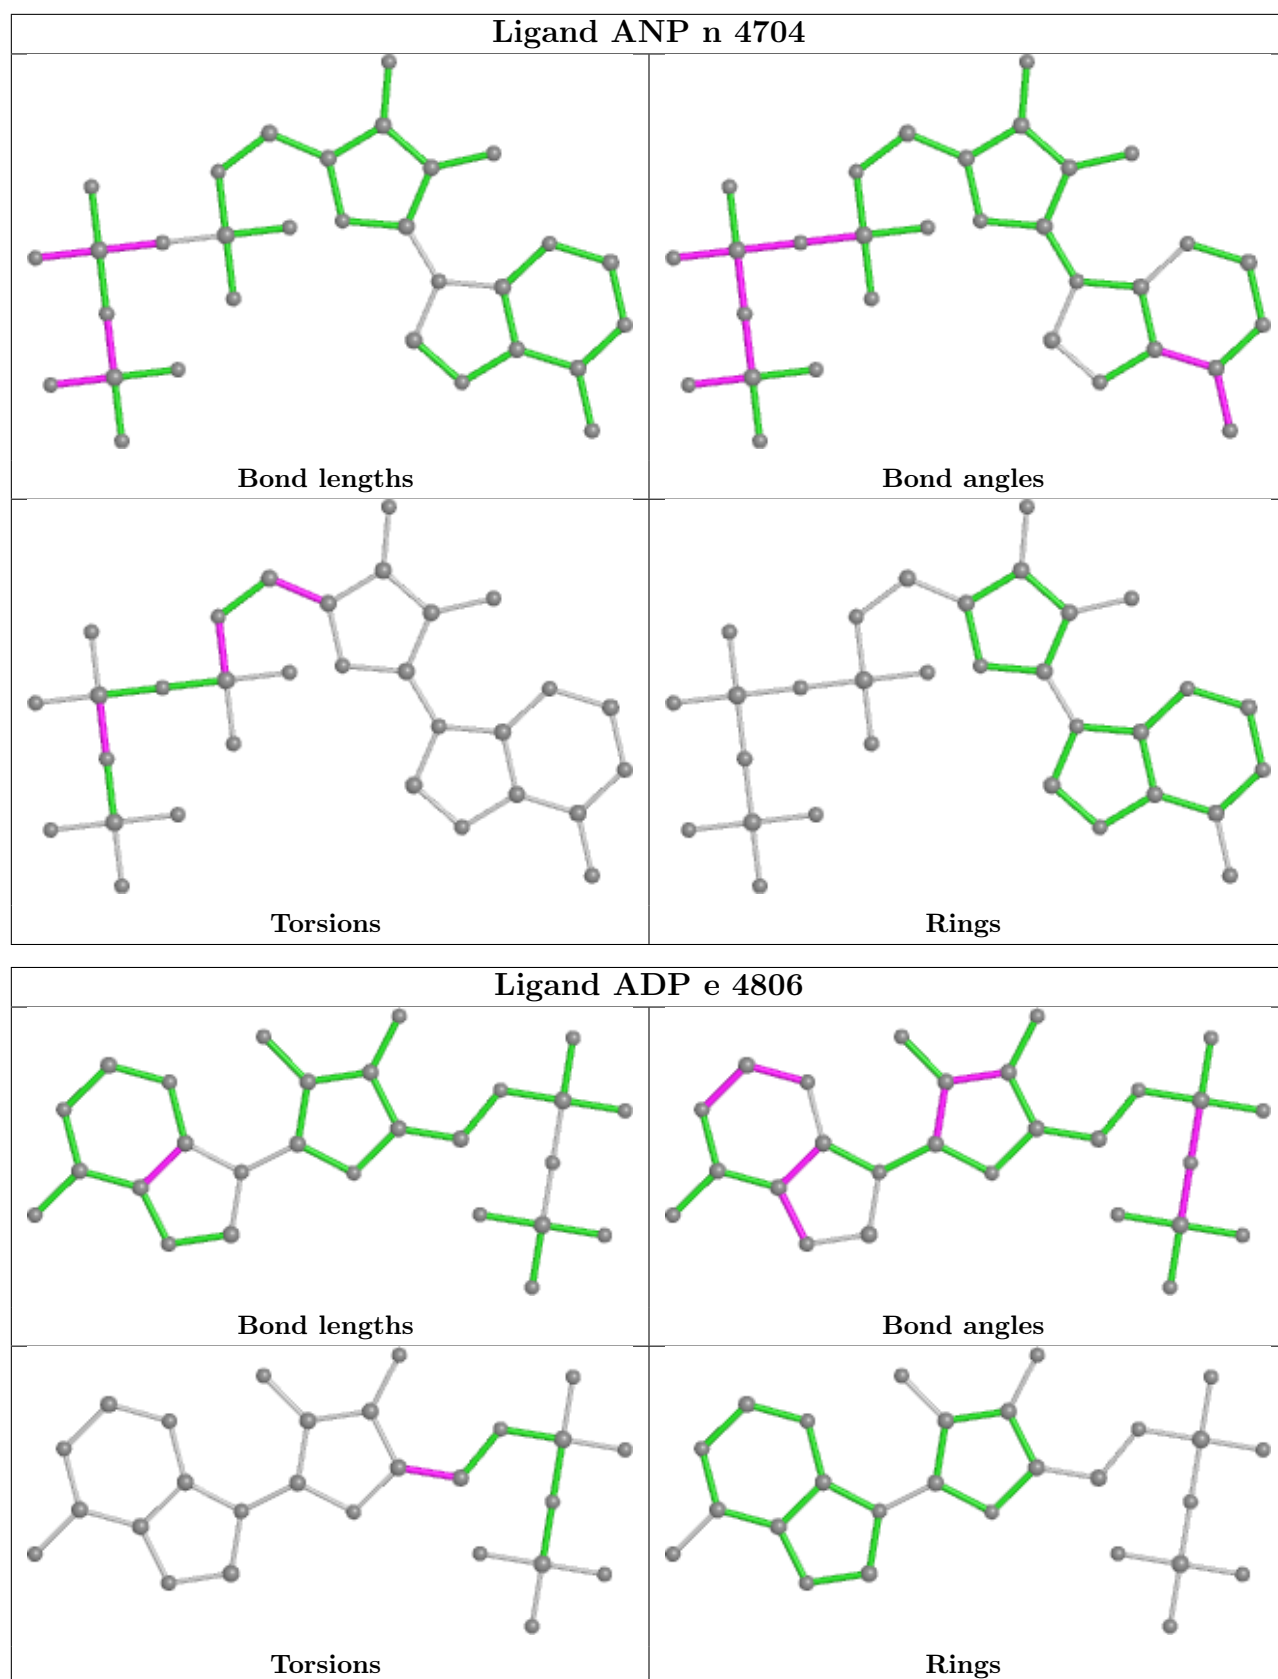 Ligand ANP n 4704
Bond lengths
Bond angles
Torsions
Rings
Ligand ADP e 4806
Bond lengths
Bond angles
Torsions
Rings